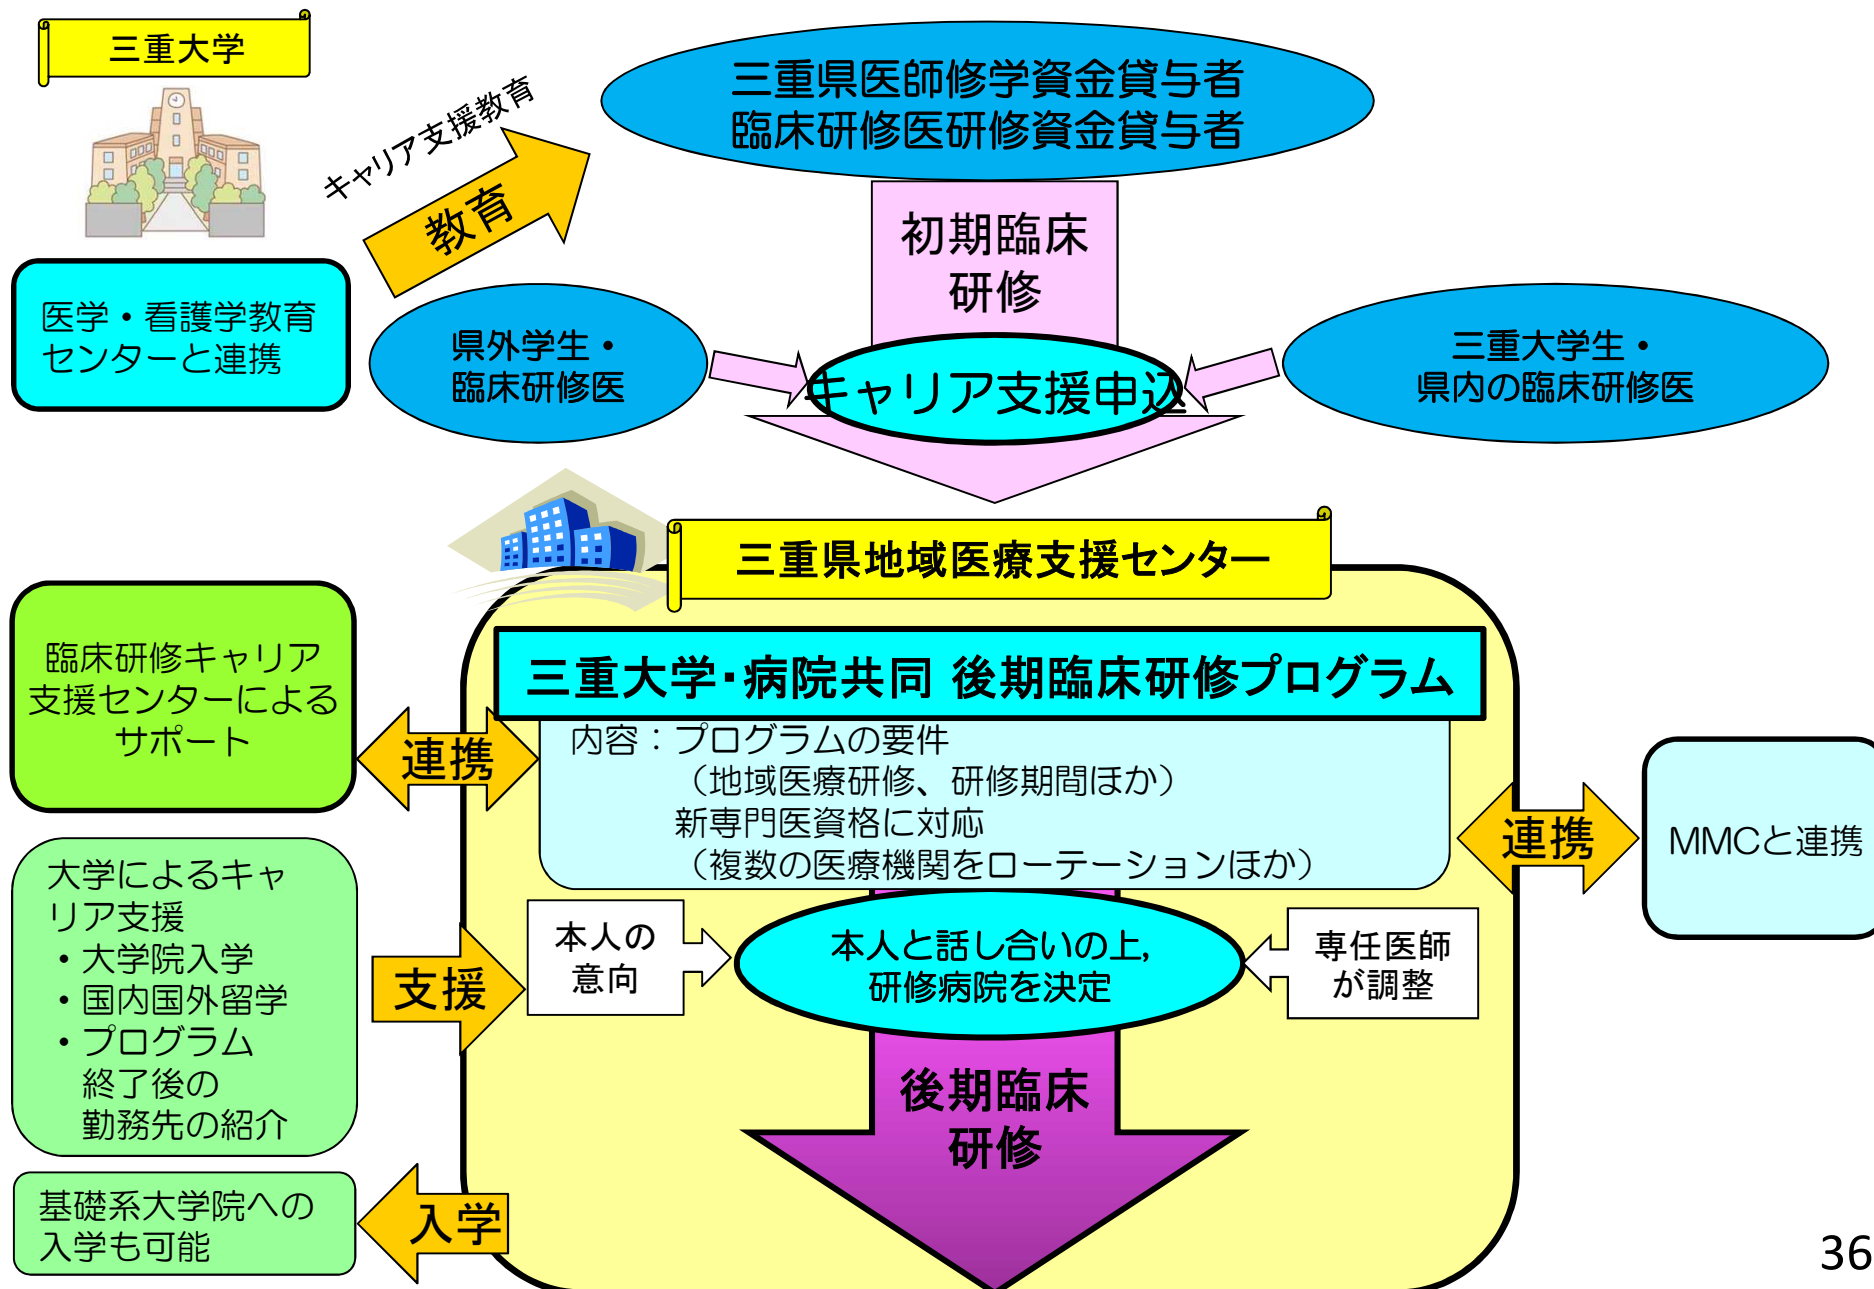 三重大学
キャリア支援教育
教育
三重県医師修学資金貸与者
臨床研修医研修資金貸与者
医学・看護学教育
センターと連携
初期臨床
研修
県外学生・
臨床研修医
キャリア支援申込
三重大学生・
県内の臨床研修医
三重県地域医療支援センター
三重大学・病院共同 後期臨床研修プログラム
内容：プログラムの要件
（地域医療研修、研修期間ほか）
新専門医資格に対応
（複数の医療機関をローテーションほか）
臨床研修キャリア
支援センターによる
サポート
連携
連携
MMCと連携
大学によるキャ
リア支援
・大学院入学
・国内国外留学
・プログラム
終了後の
勤務先の紹介
支援
本人の
意向
本人と話し合いの上,
研修病院を決定
専任医師
が調整
後期臨床
研修
基礎系大学院への
入学も可能
入学
36